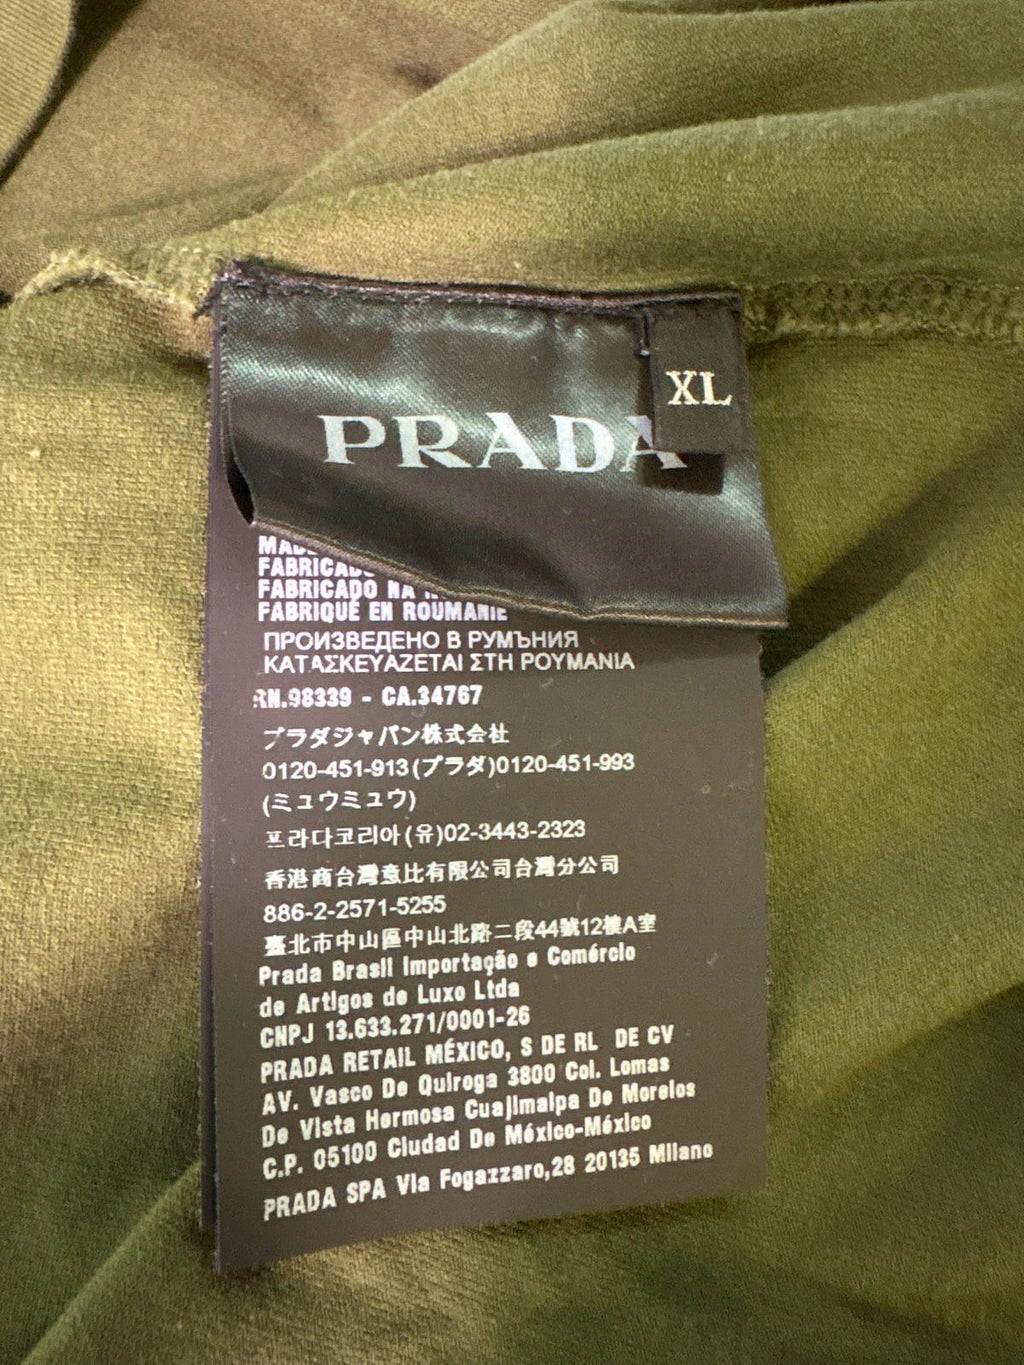 XL
PRADA
FABRICADO NA
FABRIQUÉ EN ROUMANIE
ПРОИЗВЕДЕНО В РУМЪНИЯ
ΚΑΤΑΣΚΕΥΑΖΕΤΑΙ ΣΤΗ ΡΟΥΜΑΝΙΑ
RN.98339 - CA.34767
プラダジャパン株式会社
0120-451-913(プラダ)0120-451-993
(ミュウミュウ)
프라다코리아(유)02-3443-2323
香港商台灣意比有限公司台灣分公司
886-2-2571-5255
臺北市中山區中山北路二段44號12樓A室
Prada Brasil Importação e Comércio
de Artigos de Luxo Ltda
CNPJ 13.633.271/0001-26
PRADA RETAIL MÉXICO, S DE RL DE CV
AV. Vasco De Quiroga 3800 Col. Lomas
De Vista Hermosa Cuajimalpa De Morelos
C.P. 05100 Ciudad De México-México
PRADA SPA Via Fogazzaro,28 20135 Milano